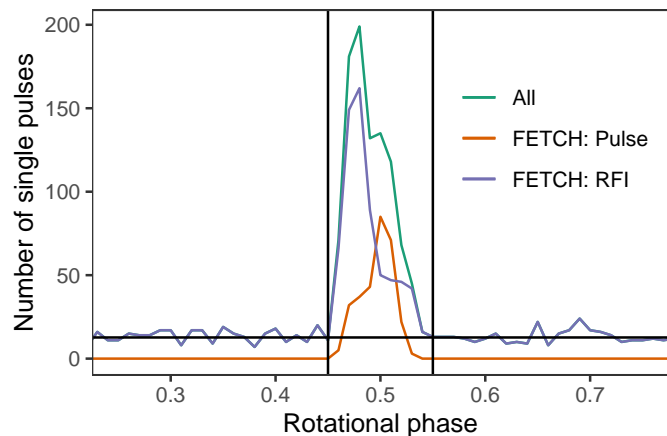 Number of single pulses
200
150
100
50
0
All
FETCH: Pulse
FETCH: RFI
0.3 0.4 0.5 0.6 0.7
Rotational phase